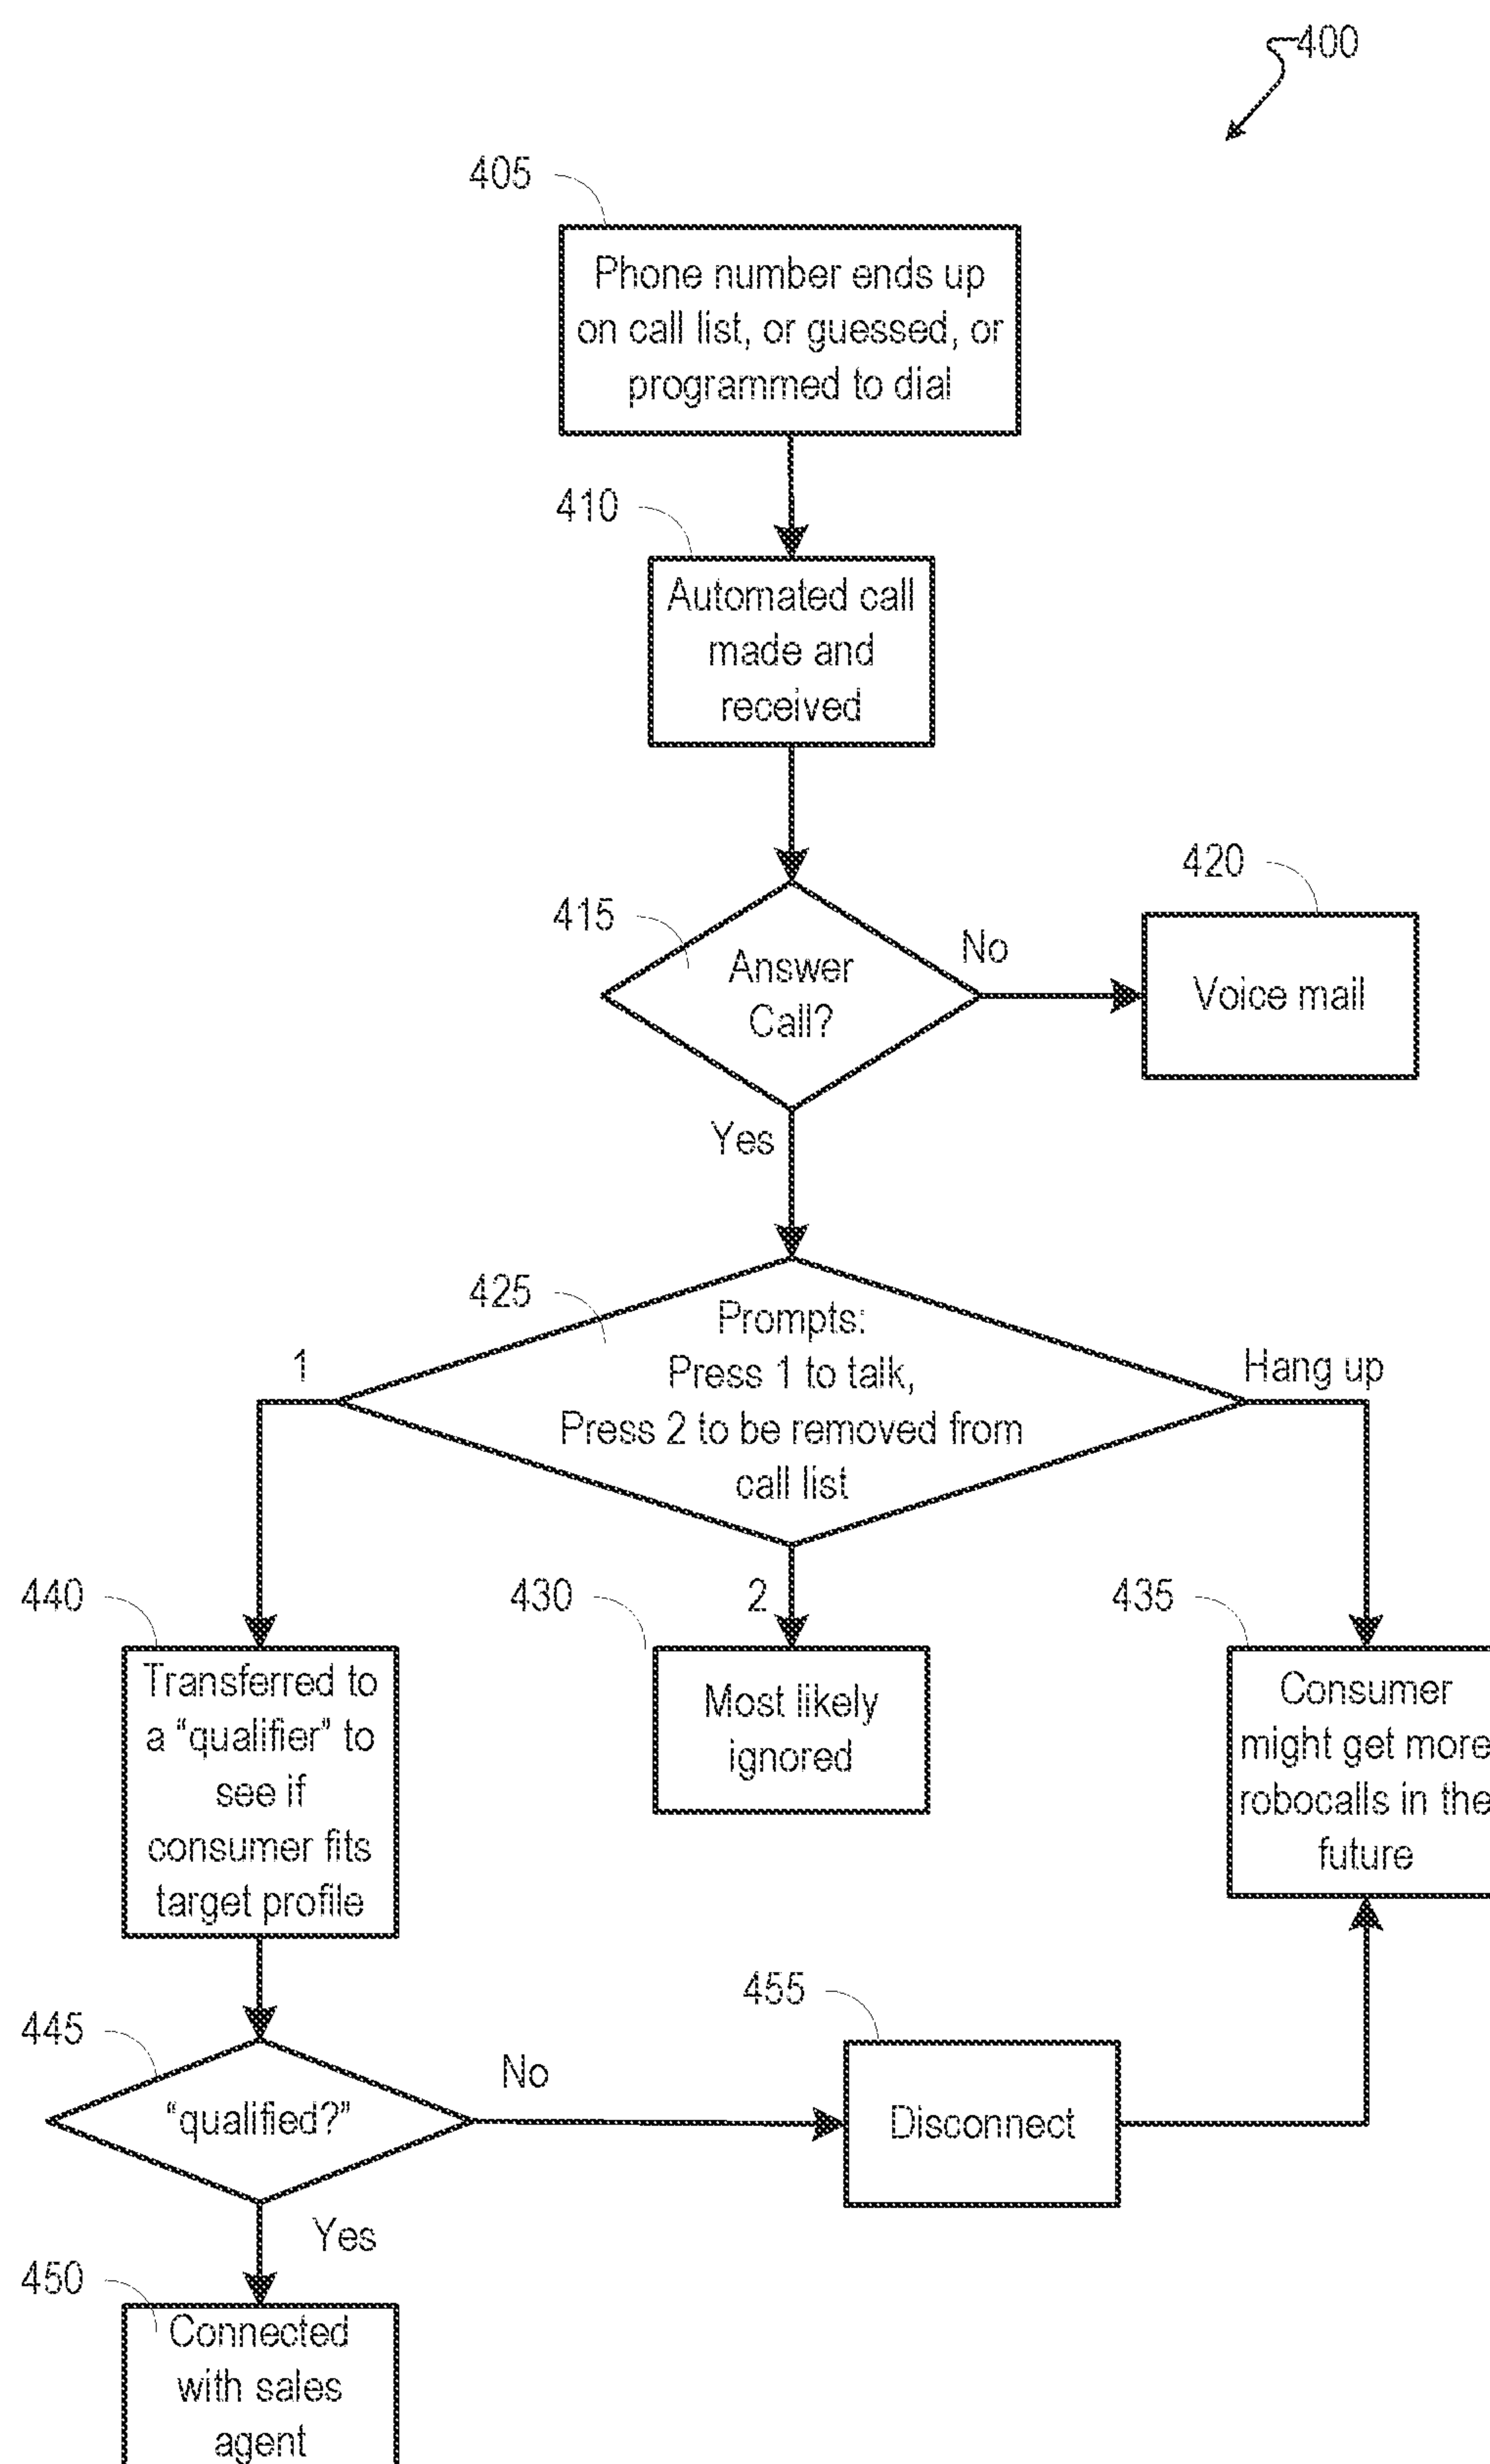 400
405
Phone number ends up
on call list, or guessed, or
programmed to dial
410
Automated call
made and
received
415
Answer
Call?
No
420
Voice mail
Yes
425
Prompts:
Press 1 to talk,
Press 2 to be removed from
call list
1
Hang up
440
Transferred to
a “qualifier” to
see if
consumer fits
target profile
430
2
Most likely
ignored
435
Consumer
might get more
robocalls in the
future
445
“qualified?”
No
455
Disconnect
Yes
450
Connected
with sales
agent